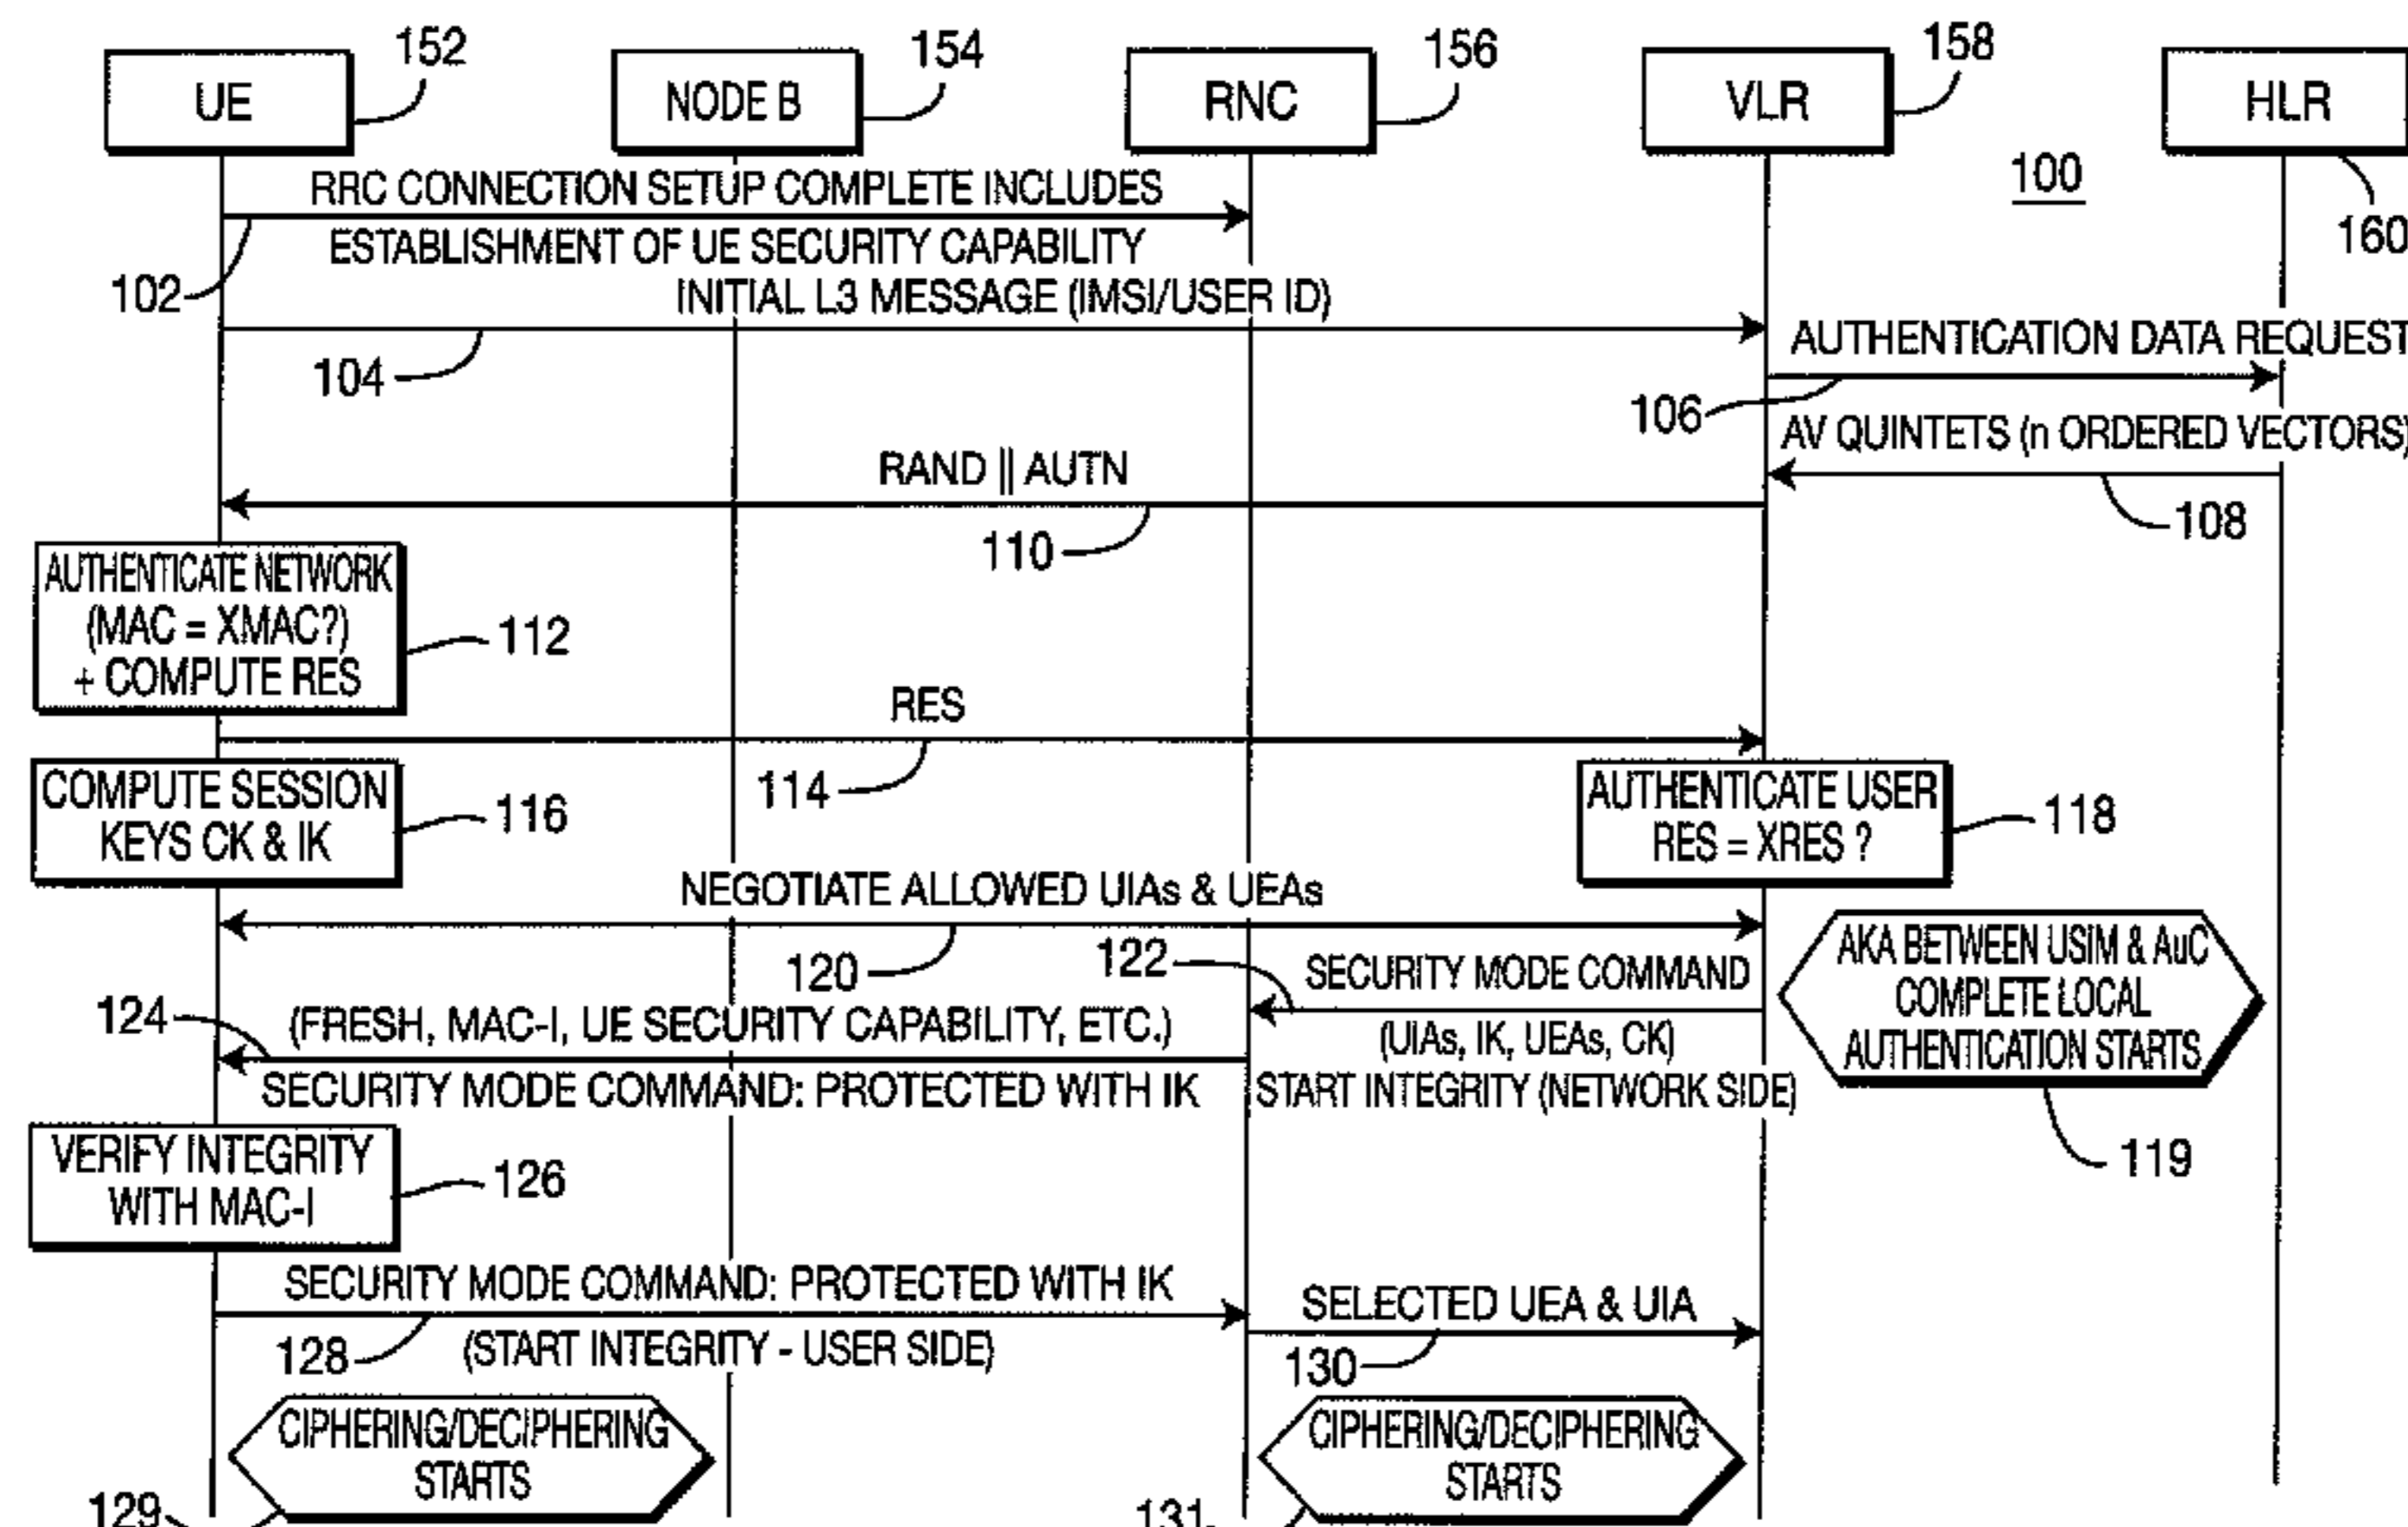 152
154
156
158
UE
NODE B
RNC
VLR
HLR
100
160
RRC CONNECTION SETUP COMPLETE INCLUDES
ESTABLISHMENT OF UE SECURITY CAPABILITY
102
INITIAL L3 MESSAGE (IMSI/USER ID)
104
AUTHENTICATION DATA REQUEST
106
AV QUINTETS (n ORDERED VECTORS)
108
RAND || AUTN
110
AUTHENTICATE NETWORK
(MAC = XMAC?)
+ COMPUTE RES
112
RES
114
COMPUTE SESSION
KEYS CK & IK
116
AUTHENTICATE USER
RES = XRES ?
118
NEGOTIATE ALLOWED UIAs & UEAs
120
122
SECURITY MODE COMMAND
(UIAs, IK, UEAs, CK)
START INTEGRITY (NETWORK SIDE)
AKA BETWEEN USIM & AuC
COMPLETE LOCAL
AUTHENTICATION STARTS
119
124
(FRESH, MAC-I, UE SECURITY CAPABILITY, ETC.)
SECURITY MODE COMMAND: PROTECTED WITH IK
VERIFY INTEGRITY
WITH MAC-I
126
SECURITY MODE COMMAND: PROTECTED WITH IK
128
(START INTEGRITY - USER SIDE)
SELECTED UEA & UIA
130
CIPHERING/DECIPHERING
STARTS
129
CIPHERING/DECIPHERING
STARTS
131